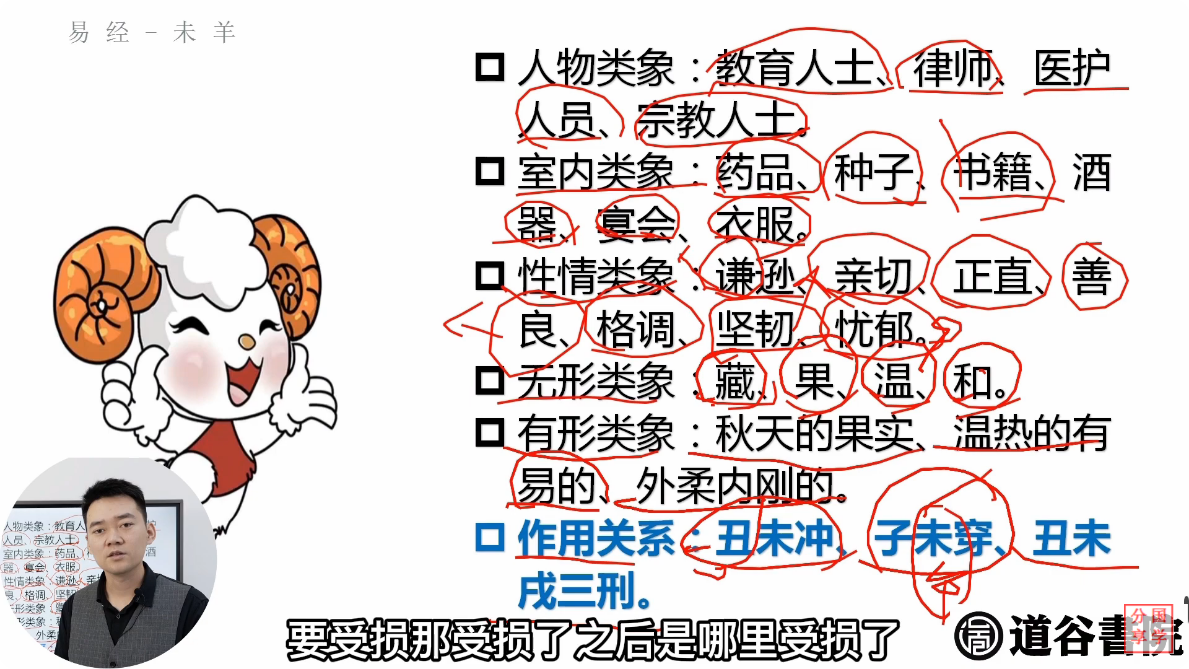 易经-未羊
人物类象：教育人士、律师、医护
人员、宗教人士。
室内类象：药品、种子、书籍、酒
器、宴会、衣服。
性情类象：谦逊、亲切、正直、善
良、格调、坚韧、忧郁。
无形类象：藏、果、温、和。
有形类象：秋天的果实、温热的有
易的、外柔内刚的。
作用关系：丑未冲、子未穿、丑未
戌三刑。
要受损那受损了之后是哪里受损了
道谷書院
分国
享学